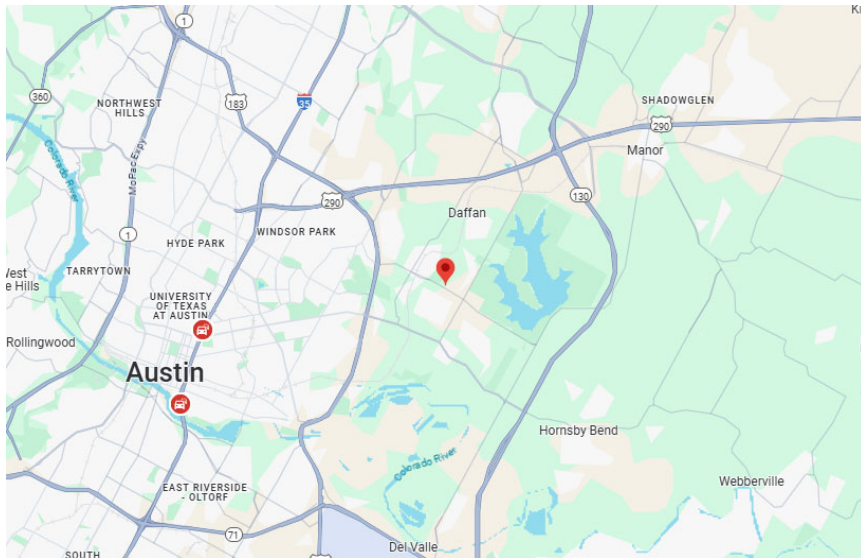 1
Kn
360
NORTHWEST
HILLS
183
35
SHADOWGLEN
290
Manor
Colorado River
MoPac Expy
290
130
Daffan
WINDSOR PARK
HYDE PARK
1
TARRYTOWN
West
e Hills
UNIVERSITY
OF TEXAS
AT AUSTIN
Rollingwood
Austin
Hornsby Bend
Colorado River
Webberville
EAST RIVERSIDE
- OLTORF
71
Del Valle
SOUTH